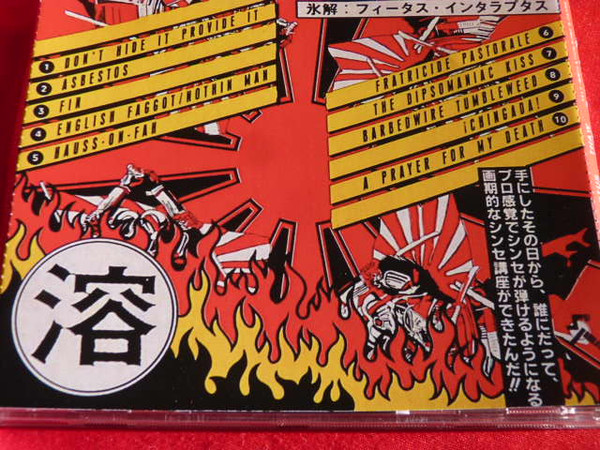 氷解：フィータス・インタラプタス
1 DON'T HIDE IT PROVIDE IT
2 ASBESTOS
3 FIN
4 ENGLISH FAGGOT/NOTHIN MAN
5 HAUSS-ON-FAH
FRATRICIDE PASTORALE 6
THE DIPSOMANIAC KISS 7
BARBEDWIRE TUMBLEWEED 8
¡CHINGADA! 9
A PRAYER FOR MY DEATH 10
手にしたその日から、誰にだって、
プロ感覚でシンセが弾けるようになる
画期的なシンセ講座ができたんだ!!
溶